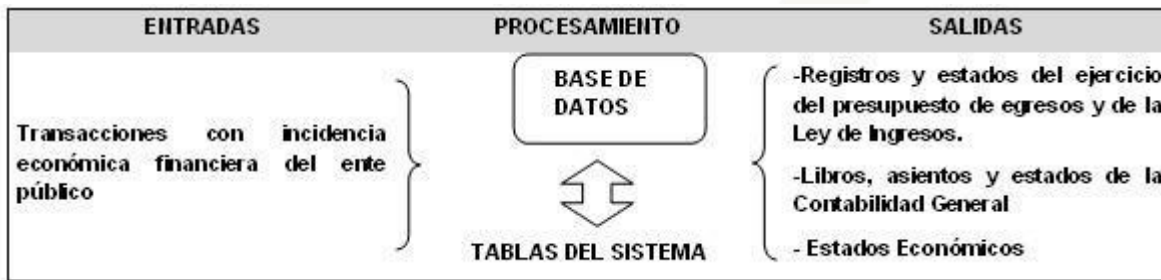 ENTRADAS PROCESAMIENTO SALIDAS
Transacciones con incidencia
económica financiera del ente
público
BASE DE
DATOS
TABLAS DEL SISTEMA
-Registros y estados del ejercicio
del presupuesto de egresos y de la
Ley de Ingresos.
-Libros, asientos y estados de la
Contabilidad General
- Estados Económicos